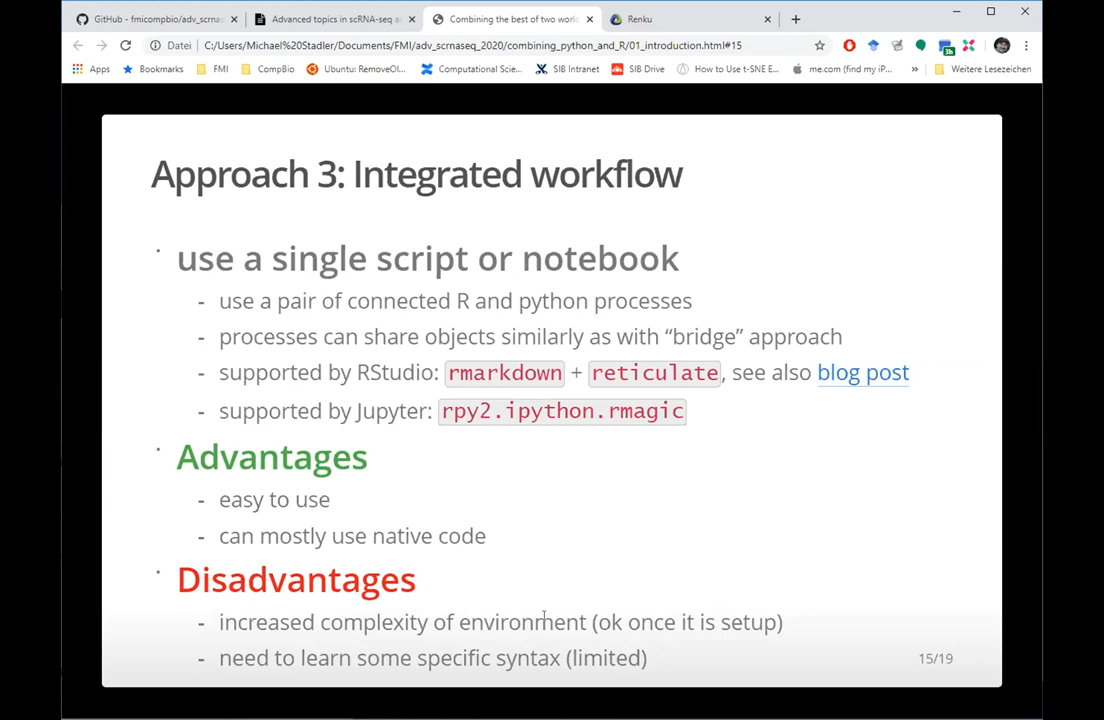 GitHub - fmicompbio/adv_scrna
Advanced topics in scRNA-seq a
Combining the best of two worl
Renku
Datei
C:/Users/Michael%20Stadler/Documents/FMI/adv_scrnaseq_2020/combining_python_and_R/01_introduction.html#15
3h
Apps
Bookmarks
FMI
CompBio
Ubuntu: RemoveOl...
Computational Scie...
SIB Intranet
SIB Drive
How to Use t-SNE E...
me.com (find my iP...
»
Weitere Lesezeichen
Approach 3: Integrated workflow
· use a single script or notebook
- use a pair of connected R and python processes
- processes can share objects similarly as with “bridge” approach
- supported by RStudio: rmarkdown + reticulate, see also blog post
- supported by Jupyter: rpy2.ipython.rmagic
· Advantages
- easy to use
- can mostly use native code
· Disadvantages
- increased complexity of environment (ok once it is setup)
- need to learn some specific syntax (limited)
15/19